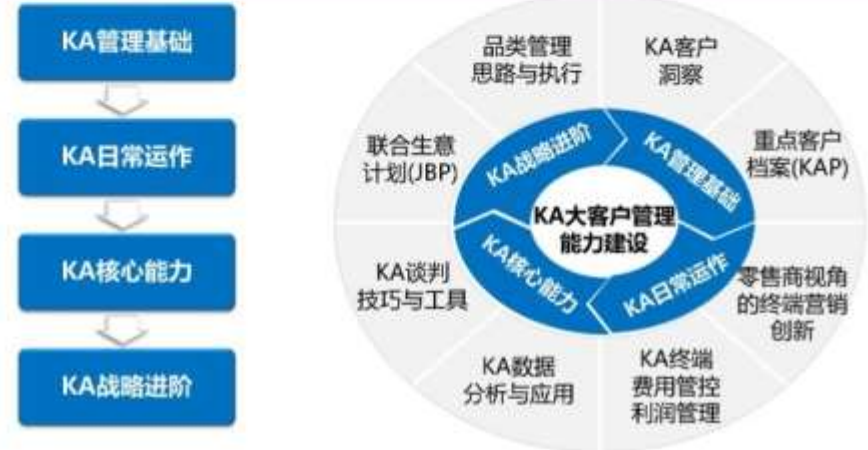 KA管理基础
KA日常运作
KA核心能力
KA战略进阶
品类管理
思路与执行
KA客户
洞察
联合生意
计划(JBP)
重点客户
档案(KAP)
KA战略进阶
KA管理基础
KA大客户管理
能力建设
KA核心能力
KA日常运作
KA谈判
技巧与工具
零售商视角
的终端营销
创新
KA数据
分析与应用
KA终端
费用管控
利润管理